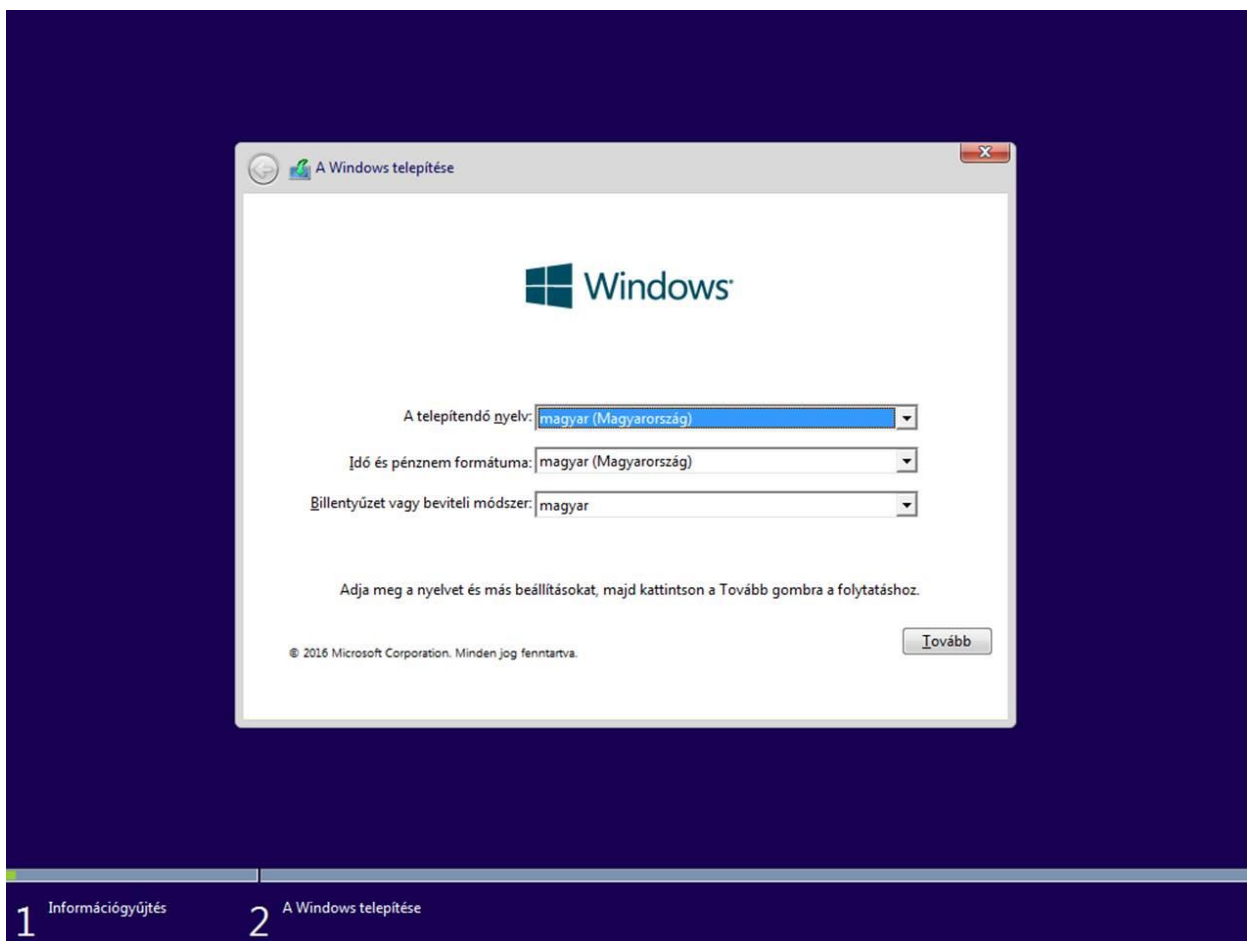 A Windows telepítése
Windows
A telepítendő nyelv: magyar (Magyarország)
Idő és pénznem formátuma: magyar (Magyarország)
Billentyűzet vagy beviteli módszer: magyar
Adja meg a nyelvet és más beállításokat, majd kattintson a Tovább gombra a folytatáshoz.
Tovább
© 2016 Microsoft Corporation. Minden jog fenntartva.
1 Információgyűjtés
2 A Windows telepítése